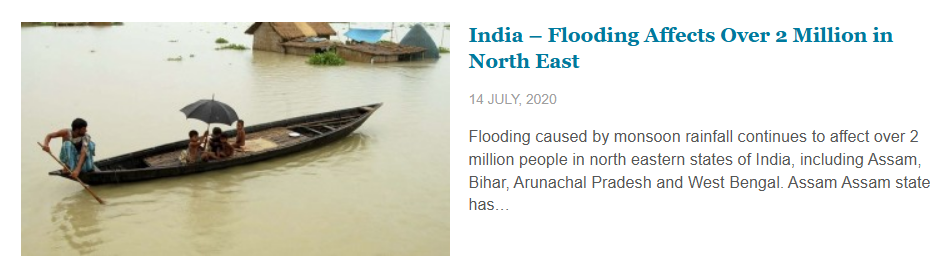 India – Flooding Affects Over 2 Million in
North East
14 JULY, 2020
Flooding caused by monsoon rainfall continues to affect over 2
million people in north eastern states of India, including Assam,
Bihar, Arunachal Pradesh and West Bengal. Assam Assam state
has…